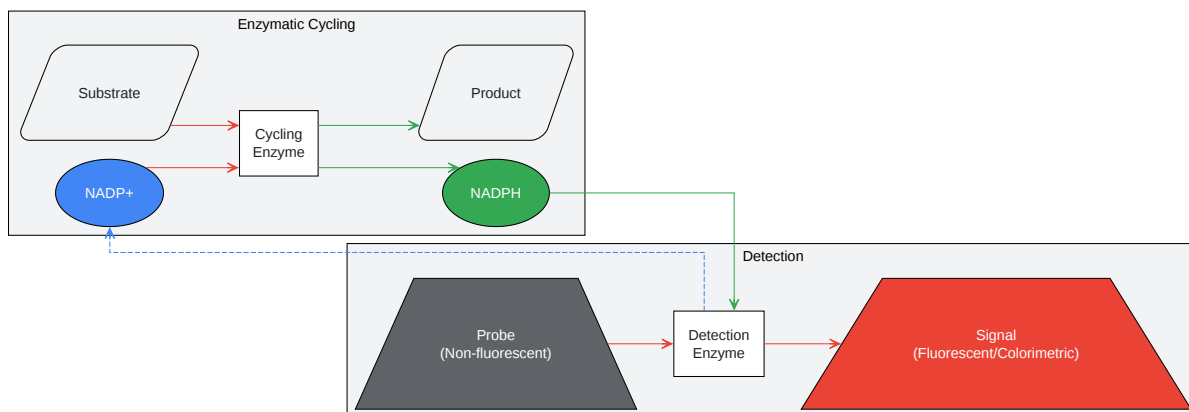 Enzymatic Cycling
Substrate
Product
Cycling
Enzyme
NADP+
NADPH
Detection
Probe
(Non-fluorescent)
Detection
Enzyme
Signal
(Fluorescent/Colorimetric)